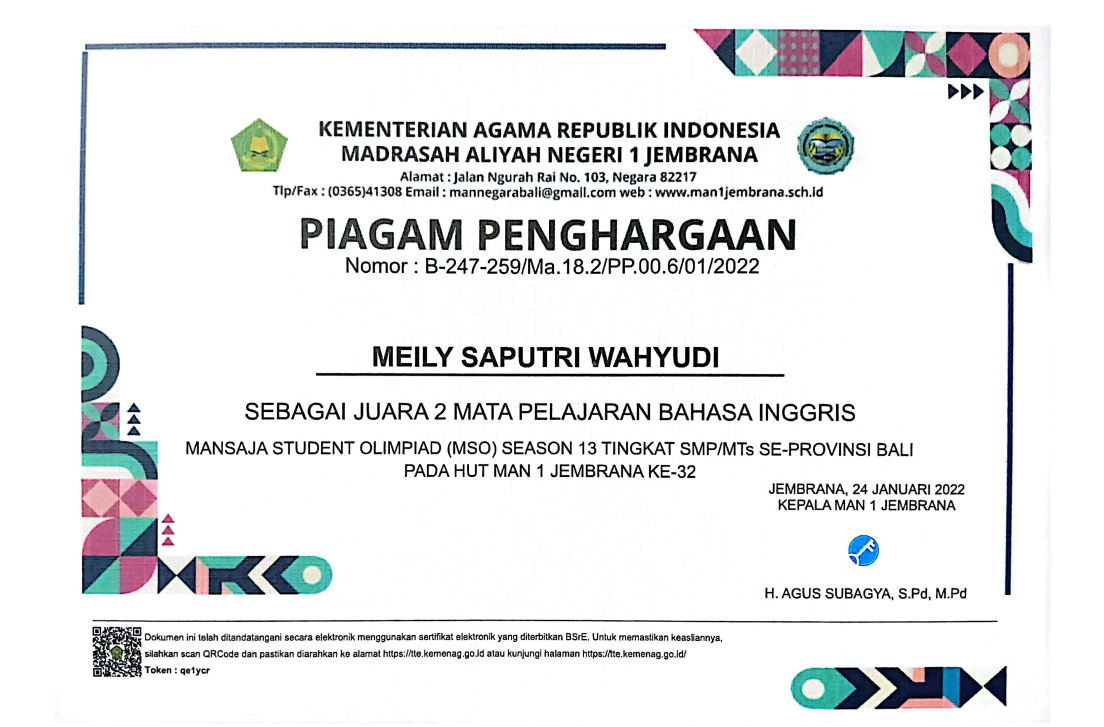 KEMENTERIAN AGAMA REPUBLIK INDONESIA
MADRASAH ALIYAH NEGERI 1 JEMBRANA
Alamat : Jalan Ngurah Rai No. 103, Negara 82217
Tlp/Fax : (0365)41308 Email : mannegarabali@gmail.com web : www.man1jembrana.sch.id
PIAGAM PENGHARGAAN
Nomor : B-247-259/Ma.18.2/PP.00.6/01/2022
MEILY SAPUTRI WAHYUDI
SEBAGAI JUARA 2 MATA PELAJARAN BAHASA INGGRIS
MANSAJA STUDENT OLIMPIAD (MSO) SEASON 13 TINGKAT SMP/MTs SE-PROVINSI BALI
PADA HUT MAN 1 JEMBRANA KE-32
JEMBRANA, 24 JANUARI 2022
KEPALA MAN 1 JEMBRANA
H. AGUS SUBAGYA, S.Pd, M.Pd
Dokumen ini telah ditandatangani secara elektronik menggunakan sertifikat elektronik yang diterbitkan BSrE. Untuk memastikan keasliannya,
silahkan scan QRCode dan pastikan diarahkan ke alamat https://tte.kemenag.go.id atau kunjungi halaman https://tte.kemenag.go.id/
Token : qe1ycr